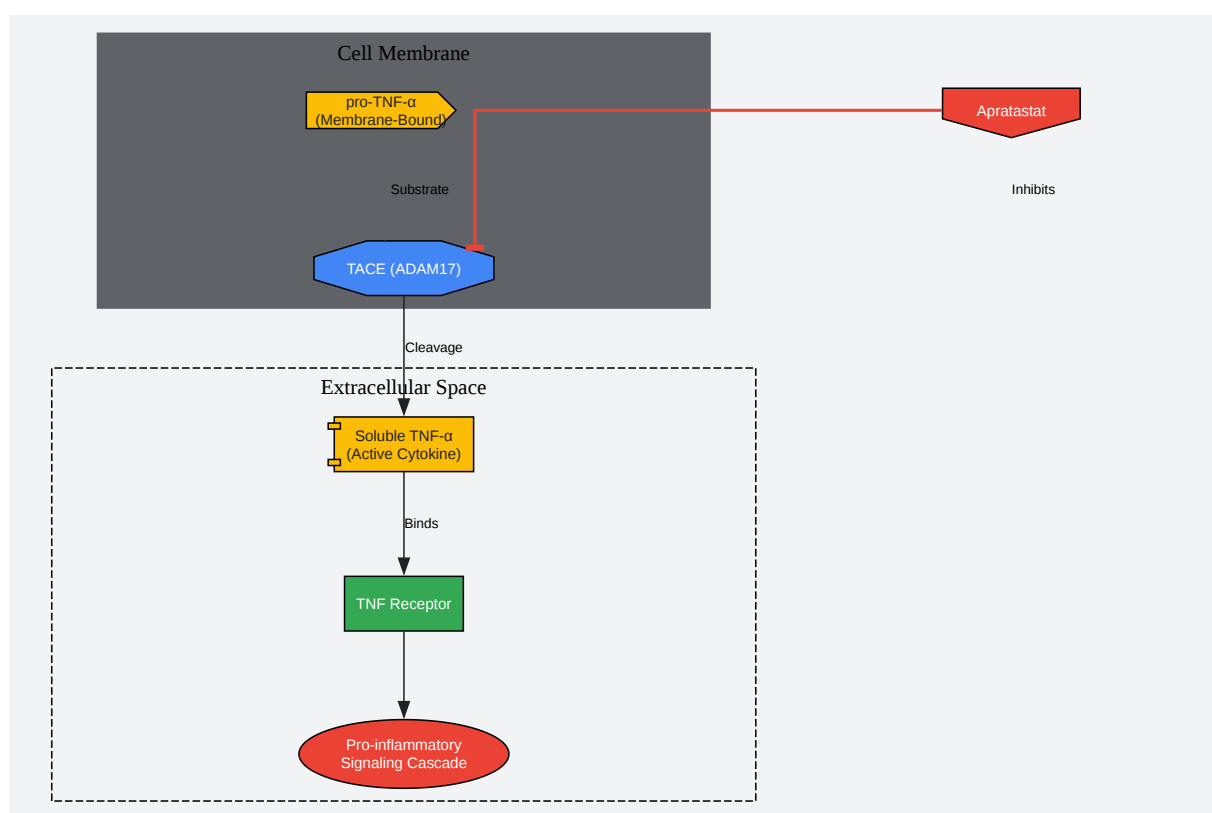 Cell Membrane
pro-TNF-α
(Membrane-Bound)
Apratastat
Substrate
Inhibits
TACE (ADAM17)
Cleavage
Extracellular Space
Soluble TNF-α
(Active Cytokine)
Binds
TNF Receptor
Pro-inflammatory
Signaling Cascade